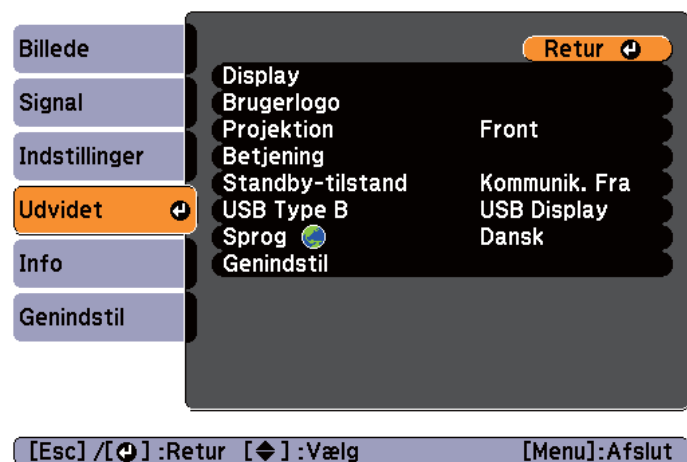 Billede
Signal
Indstillinger
Udvidet
Info
Genindstil
Retur
Display
Brugerlogo
Projektion Front
Betjening
Standby-tilstand Kommunik. Fra
USB Type B USB Display
Sprog Dansk
Genindstil
[Esc] /[⏎] :Retur [◆] :Vælg [Menu]:Afslut